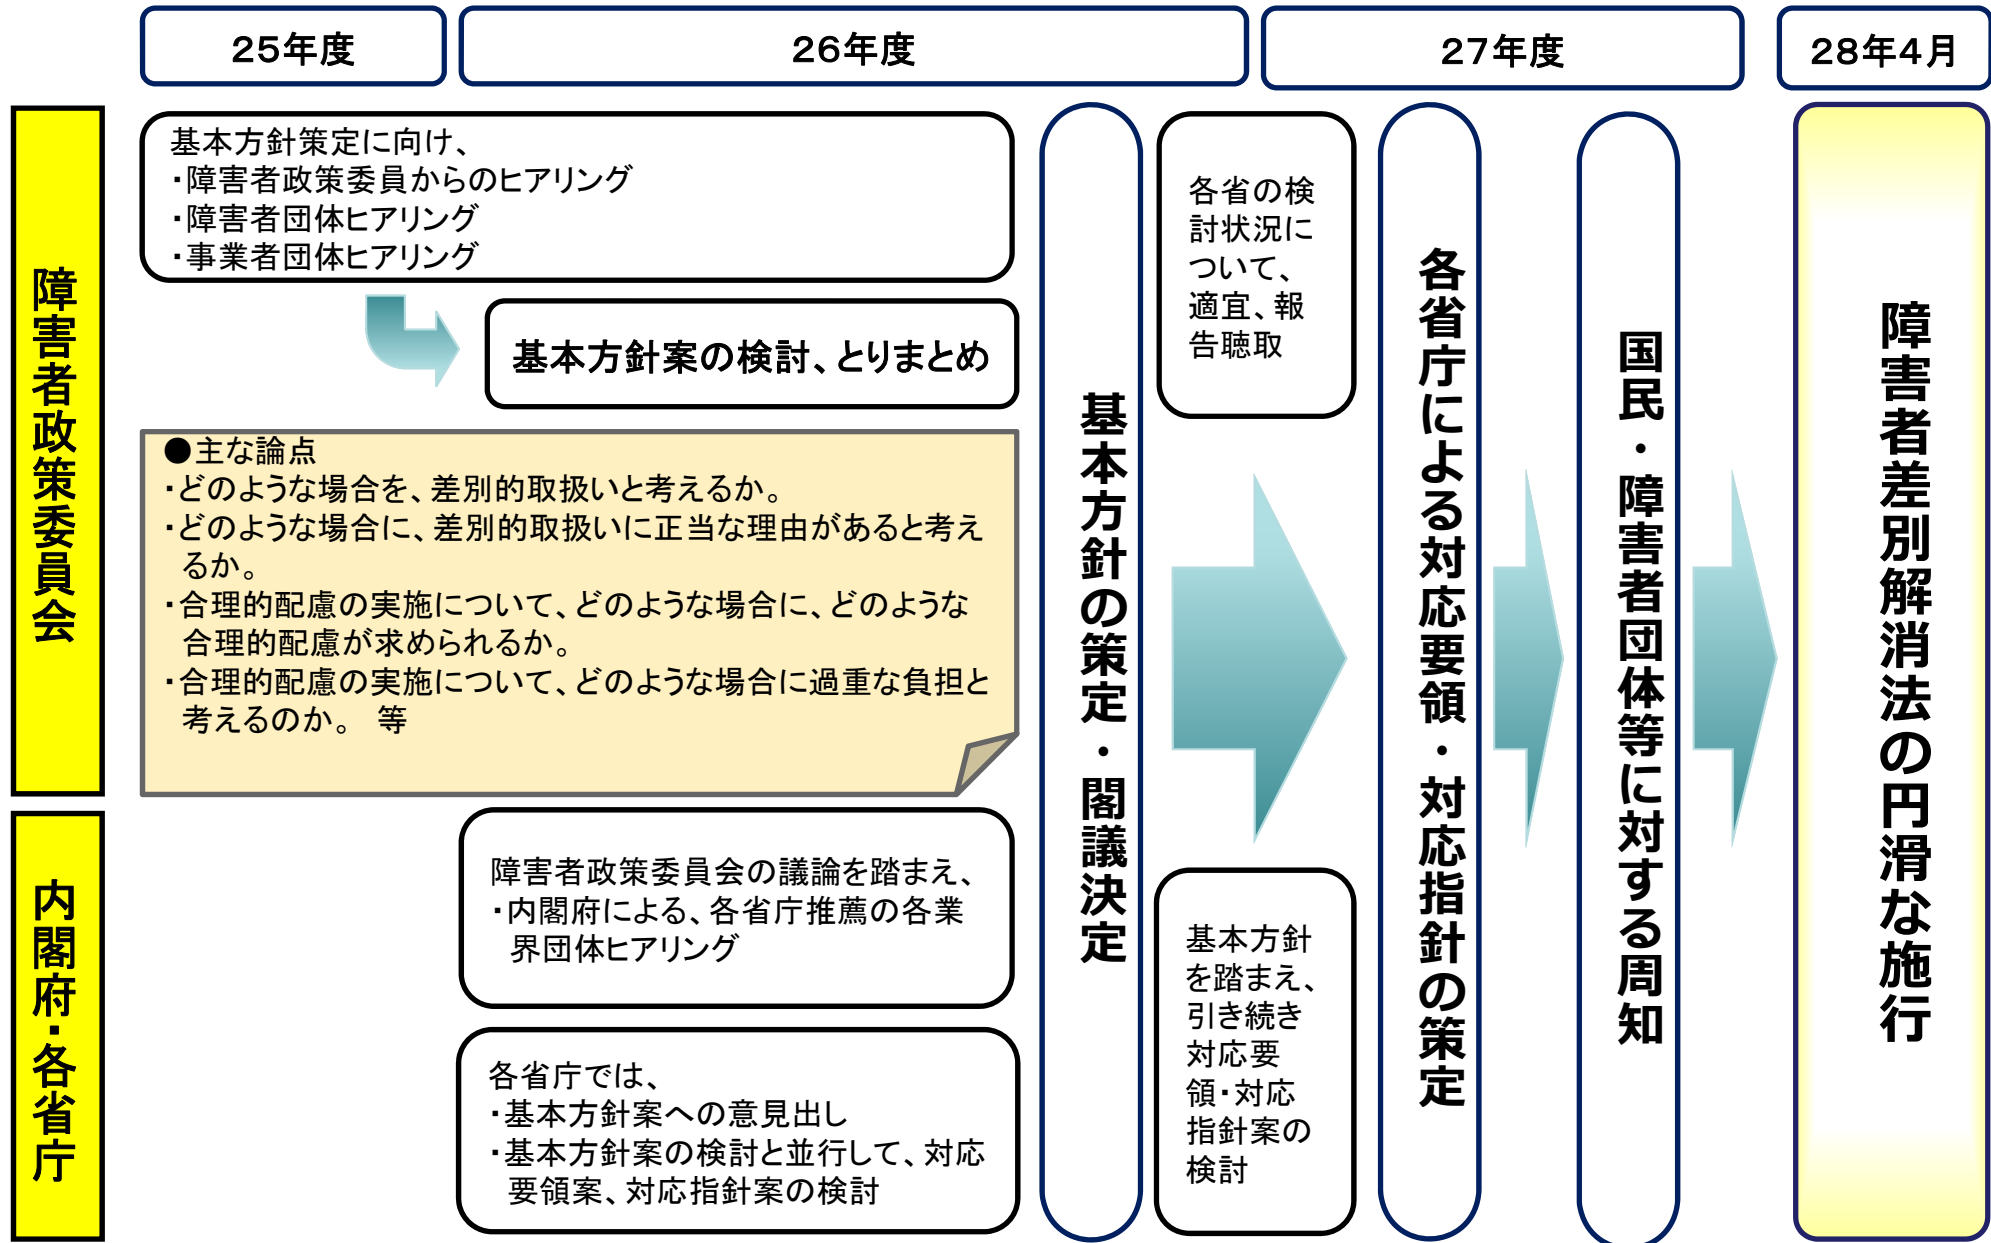 25年度
26年度
27年度
28年4月
障害者政策委員会
基本方針策定に向け、
・障害者政策委員からのヒアリング
・障害者団体ヒアリング
・事業者団体ヒアリング
基本方針案の検討、とりまとめ
●主な論点
・どのような場合を、差別的取扱いと考えるか。
・どのような場合に、差別的取扱いに正当な理由があると考え
るか。
・合理的配慮の実施について、どのような場合に、どのような
合理的配慮が求められるか。
・合理的配慮の実施について、どのような場合に過重な負担と
考えるのか。　等
内閣府・各省庁
障害者政策委員会の議論を踏まえ、
・内閣府による、各省庁推薦の各業
界団体ヒアリング
各省庁では、
・基本方針案への意見出し
・基本方針案の検討と並行して、対応
要領案、対応指針案の検討
基本方針の策定・閣議決定
各省の検
討状況に
ついて、
適宜、報
告聴取
基本方針
を踏まえ、
引き続き
対応要
領・対応
指針案の
検討
各省庁による対応要領・対応指針の策定
国民・障害者団体等に対する周知
障害者差別解消法の円滑な施行